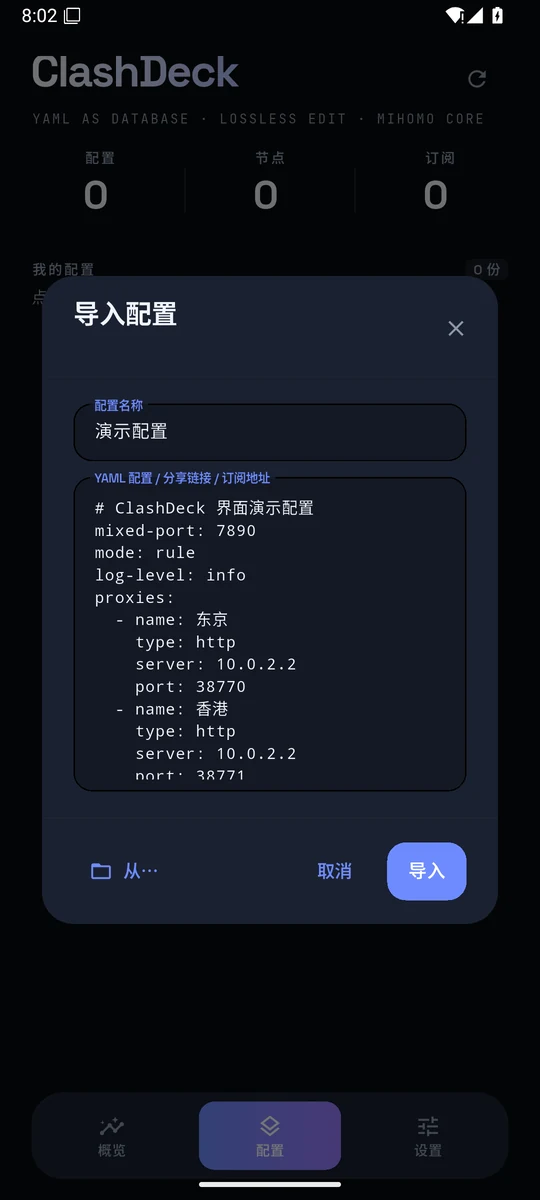 8:02
ClashDeck
YAML AS DATABASE · LOSSLESS EDIT · MIHOMO CORE
配置
节点
订阅
0
0
0
我的配置
0 份
点
导入配置
配置名称
演示配置
YAML 配置 / 分享链接 / 订阅地址
# ClashDeck 界面演示配置
mixed-port: 7890
mode: rule
log-level: info
proxies:
  - name: 东京
    type: http
    server: 10.0.2.2
    port: 38770
  - name: 香港
    type: http
    server: 10.0.2.2
    port: 38771
从…
取消
导入
概览
配置
设置